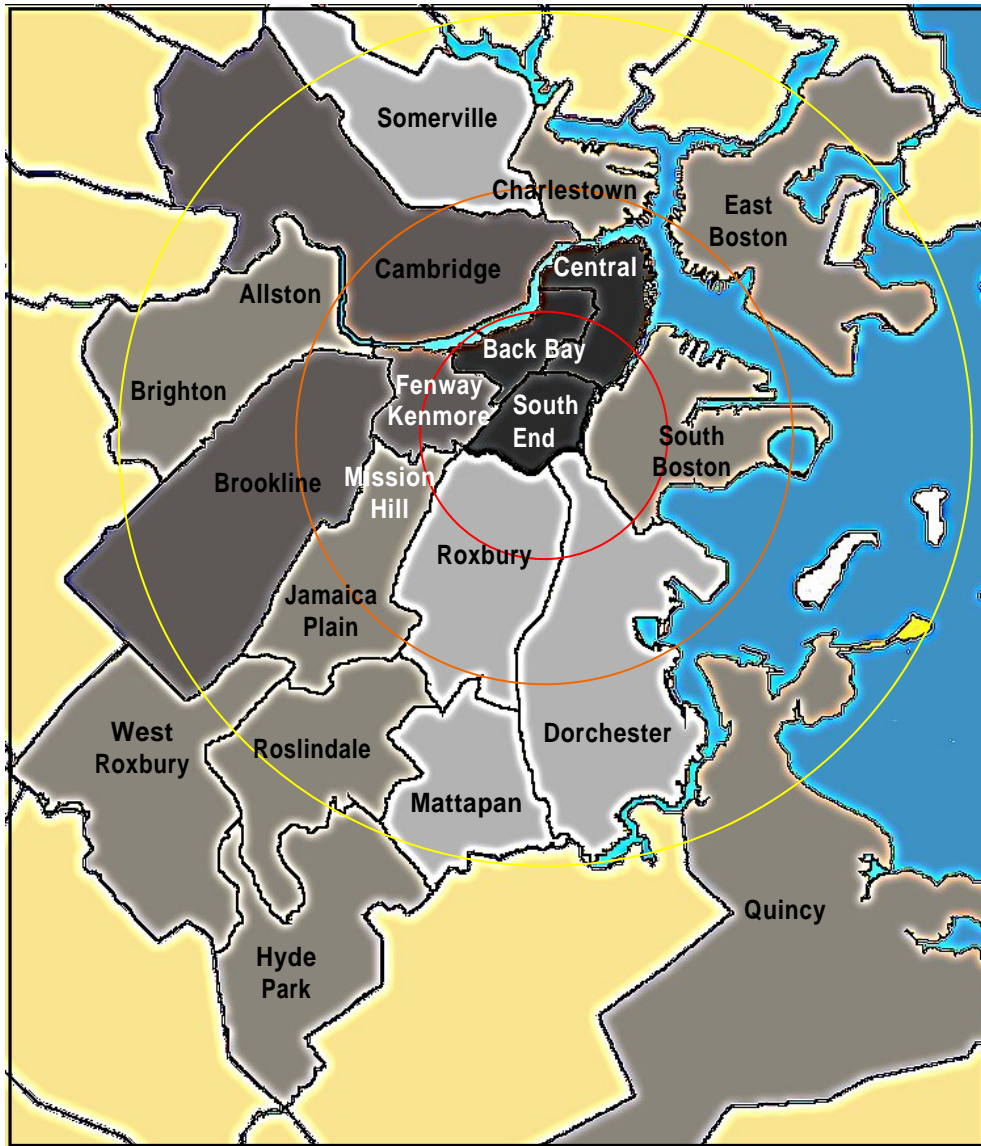 Somerville
Charlestown
East
Boston
Central
Cambridge
Allston
Back Bay
Fenway
Kenmore
Brighton
South
End
South
Boston
Mission
Hill
Brookline
Roxbury
Jamaica
Plain
West
Roxbury
Roslindale
Dorchester
Mattapan
Quincy
Hyde
Park